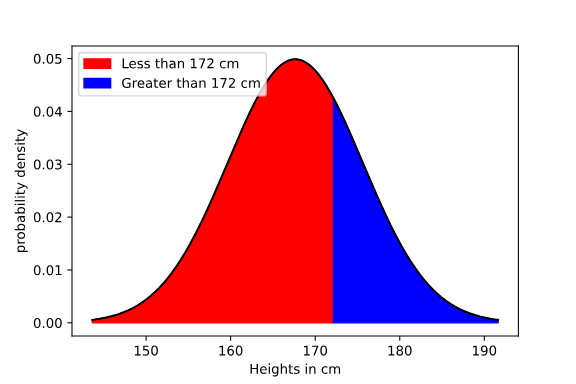 Less than 172 cm
Greater than 172 cm
probability density
0.05
0.04
0.03
0.02
0.01
0.00
150 160 170 180 190
Heights in cm